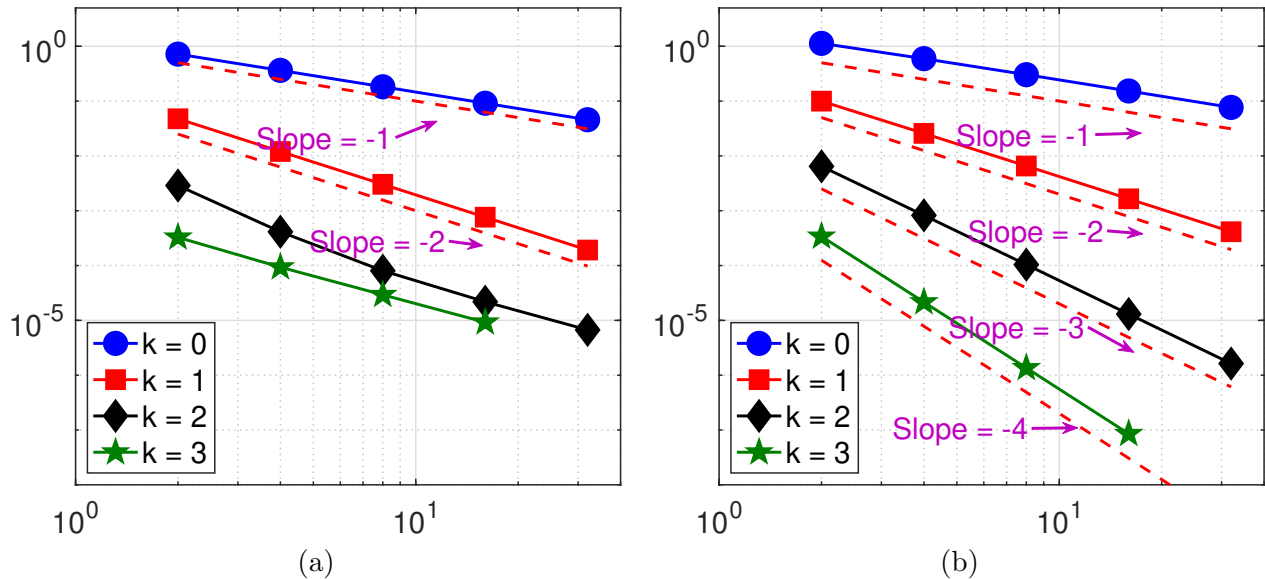 10^0
10^-5
10^0
10^1
Slope = -1
Slope = -2
k = 0
k = 1
k = 2
k = 3
(a)
10^0
10^-5
10^0
10^1
Slope = -1
Slope = -2
Slope = -3
Slope = -4
k = 0
k = 1
k = 2
k = 3
(b)